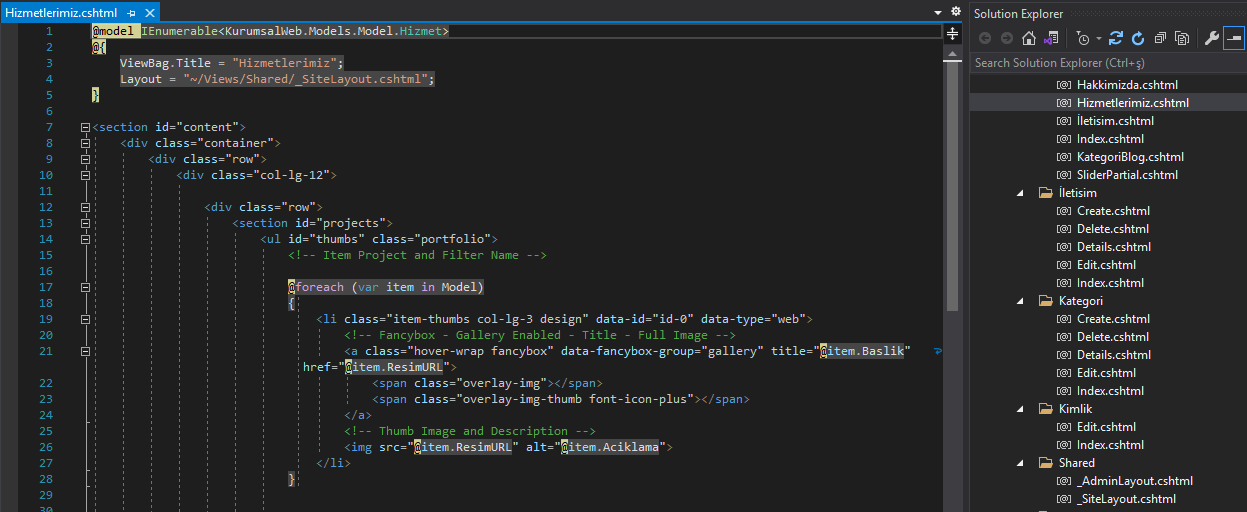 Hizmetlerimiz.cshtml
1 @model IEnumerable<KurumsalWeb.Models.Model.Hizmet>
2 @{
3 ViewBag.Title = "Hizmetlerimiz";
4 Layout = "~/Views/Shared/_SiteLayout.cshtml";
5 }
6
7 <section id="content">
8 <div class="container">
9 <div class="row">
10 <div class="col-lg-12">
11
12 <div class="row">
13 <section id="projects">
14 <ul id="thumbs" class="portfolio">
15 <!-- Item Project and Filter Name -->
16
17 @foreach (var item in Model)
18 {
19 <li class="item-thumbs col-lg-3 design" data-id="id-0" data-type="web">
20 <!-- Fancybox - Gallery Enabled - Title - Full Image -->
21 <a class="hover-wrap fancybox" data-fancybox-group="gallery" title="@item.Baslik"
href="@item.ResimURL">
22 <span class="overlay-img"></span>
23 <span class="overlay-img-thumb font-icon-plus"></span>
24 </a>
25 <!-- Thumb Image and Description -->
26 <img src="@item.ResimURL" alt="@item.Aciklama">
27 </li>
28 }
29
30
Solution Explorer
Search Solution Explorer (Ctrl+ş)
Hakkimizda.cshtml
Hizmetlerimiz.cshtml
İletisim.cshtml
Index.cshtml
KategoriBlog.cshtml
SliderPartial.cshtml
İletisim
Create.cshtml
Delete.cshtml
Details.cshtml
Edit.cshtml
Index.cshtml
Kategori
Create.cshtml
Delete.cshtml
Details.cshtml
Edit.cshtml
Index.cshtml
Kimlik
Edit.cshtml
Index.cshtml
Shared
_AdminLayout.cshtml
_SiteLayout.cshtml